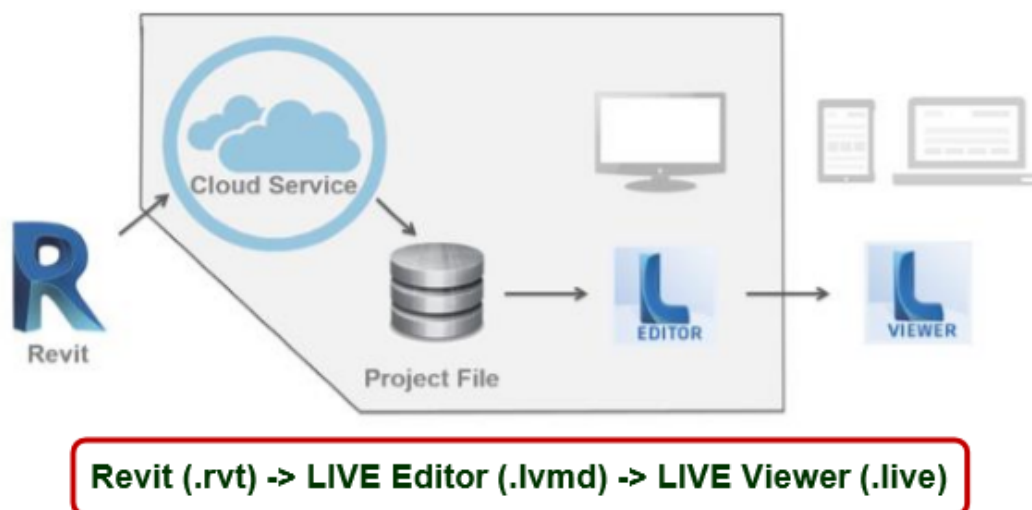 Cloud Service
R
Revit
Project File
L
EDITOR
L
VIEWER
Revit (.rvt) -> LIVE Editor (.lvmd) -> LIVE Viewer (.live)